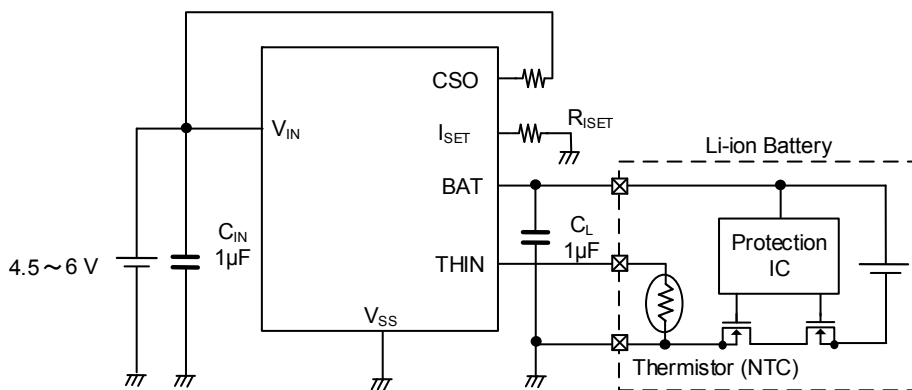 CSO
V_IN
I_SET
R_ISET
Li-ion Battery
BAT
C_IN
1μF
C_L
1μF
Protection
IC
4.5～6 V
THIN
V_SS
Thermistor (NTC)